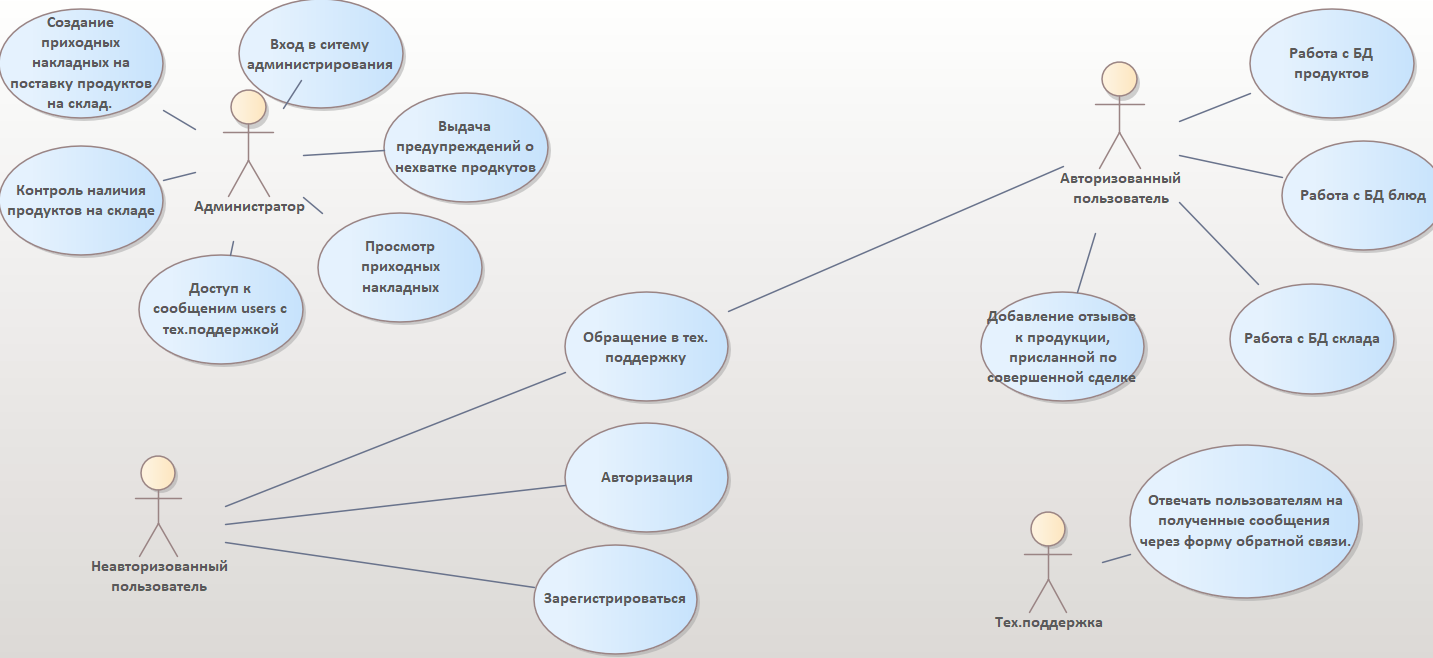 Создание
приходных
накладных на
поставку продуктов
на склад.
Вход в ситему
администрирования
Выдача
предупреждений о
нехватке продкутов
Контроль наличия
продуктов на складе
Администратор
Просмотр
приходных
накладных
Доступ к
сообщеним users с
тех.поддержкой
Работа с БД
продуктов
Авторизованный
пользователь
Работа с БД блюд
Обращение в тех.
поддержку
Добавление отзывов
к продукции,
присланной по
совершенной сделке
Работа с БД склада
Авторизация
Неавторизованный
пользователь
Зарегистрироваться
Отвечать пользователям на
полученные сообщения
через форму обратной связи.
Тех.поддержка